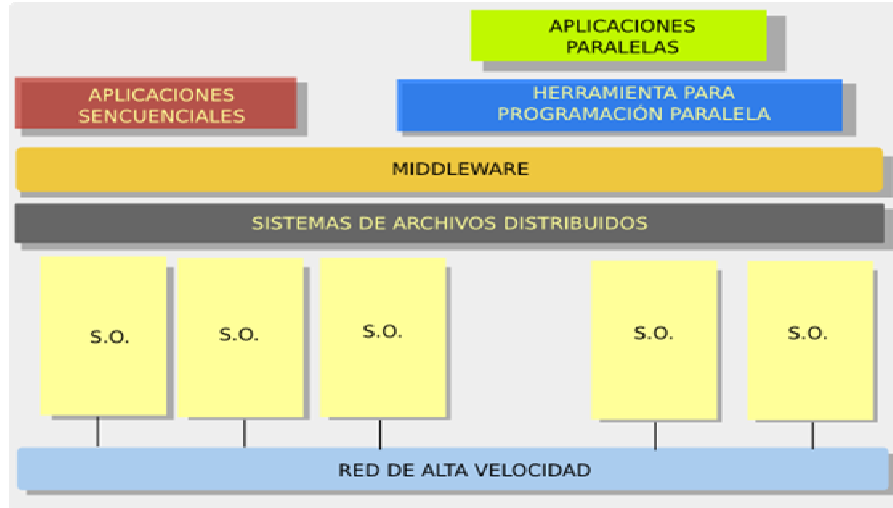 APLICACIONES
PARALELAS
APLICACIONES
SENCUENCIALES
HERRAMIENTA PARA
PROGRAMACIÓN PARALELA
MIDDLEWARE
SISTEMAS DE ARCHIVOS DISTRIBUIDOS
S.O.
S.O.
S.O.
S.O.
S.O.
RED DE ALTA VELOCIDAD